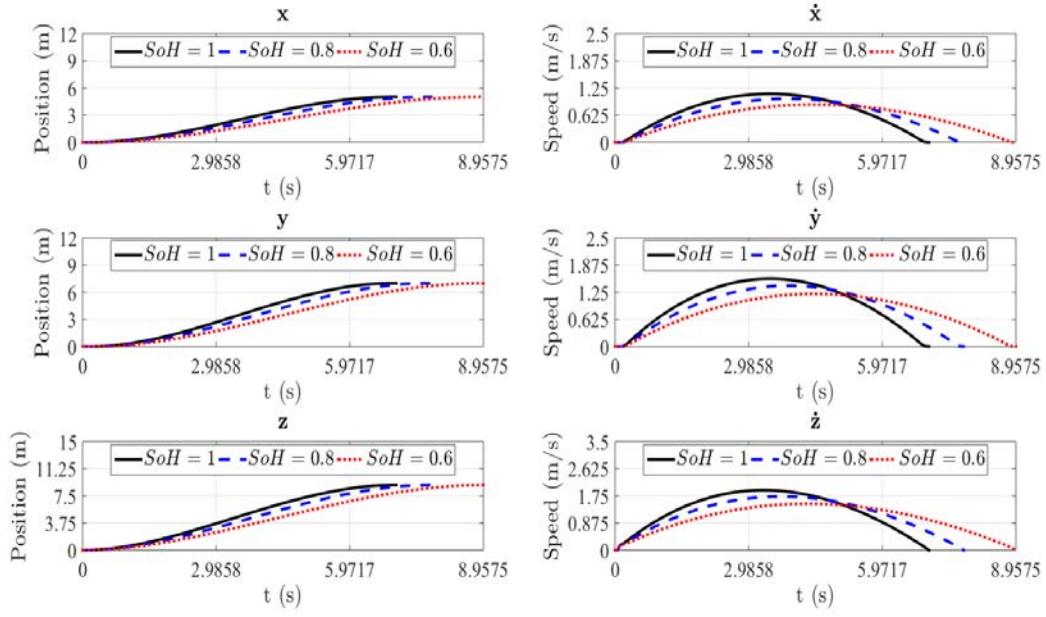 x
Position (m)
12
9
6
3
0
SoH = 1 SoH = 0.8 SoH = 0.6
0 2.9858 5.9717 8.9575
t (s)
ẋ
Speed (m/s)
2.5
1.875
1.25
0.625
0
SoH = 1 SoH = 0.8 SoH = 0.6
0 2.9858 5.9717 8.9575
t (s)
y
Position (m)
12
9
6
3
0
SoH = 1 SoH = 0.8 SoH = 0.6
0 2.9858 5.9717 8.9575
t (s)
ẏ
Speed (m/s)
2.5
1.875
1.25
0.625
0
SoH = 1 SoH = 0.8 SoH = 0.6
0 2.9858 5.9717 8.9575
t (s)
z
Position (m)
15
11.25
7.5
3.75
0
SoH = 1 SoH = 0.8 SoH = 0.6
0 2.9858 5.9717 8.9575
t (s)
ż
Speed (m/s)
3.5
2.625
1.75
0.875
0
SoH = 1 SoH = 0.8 SoH = 0.6
0 2.9858 5.9717 8.9575
t (s)